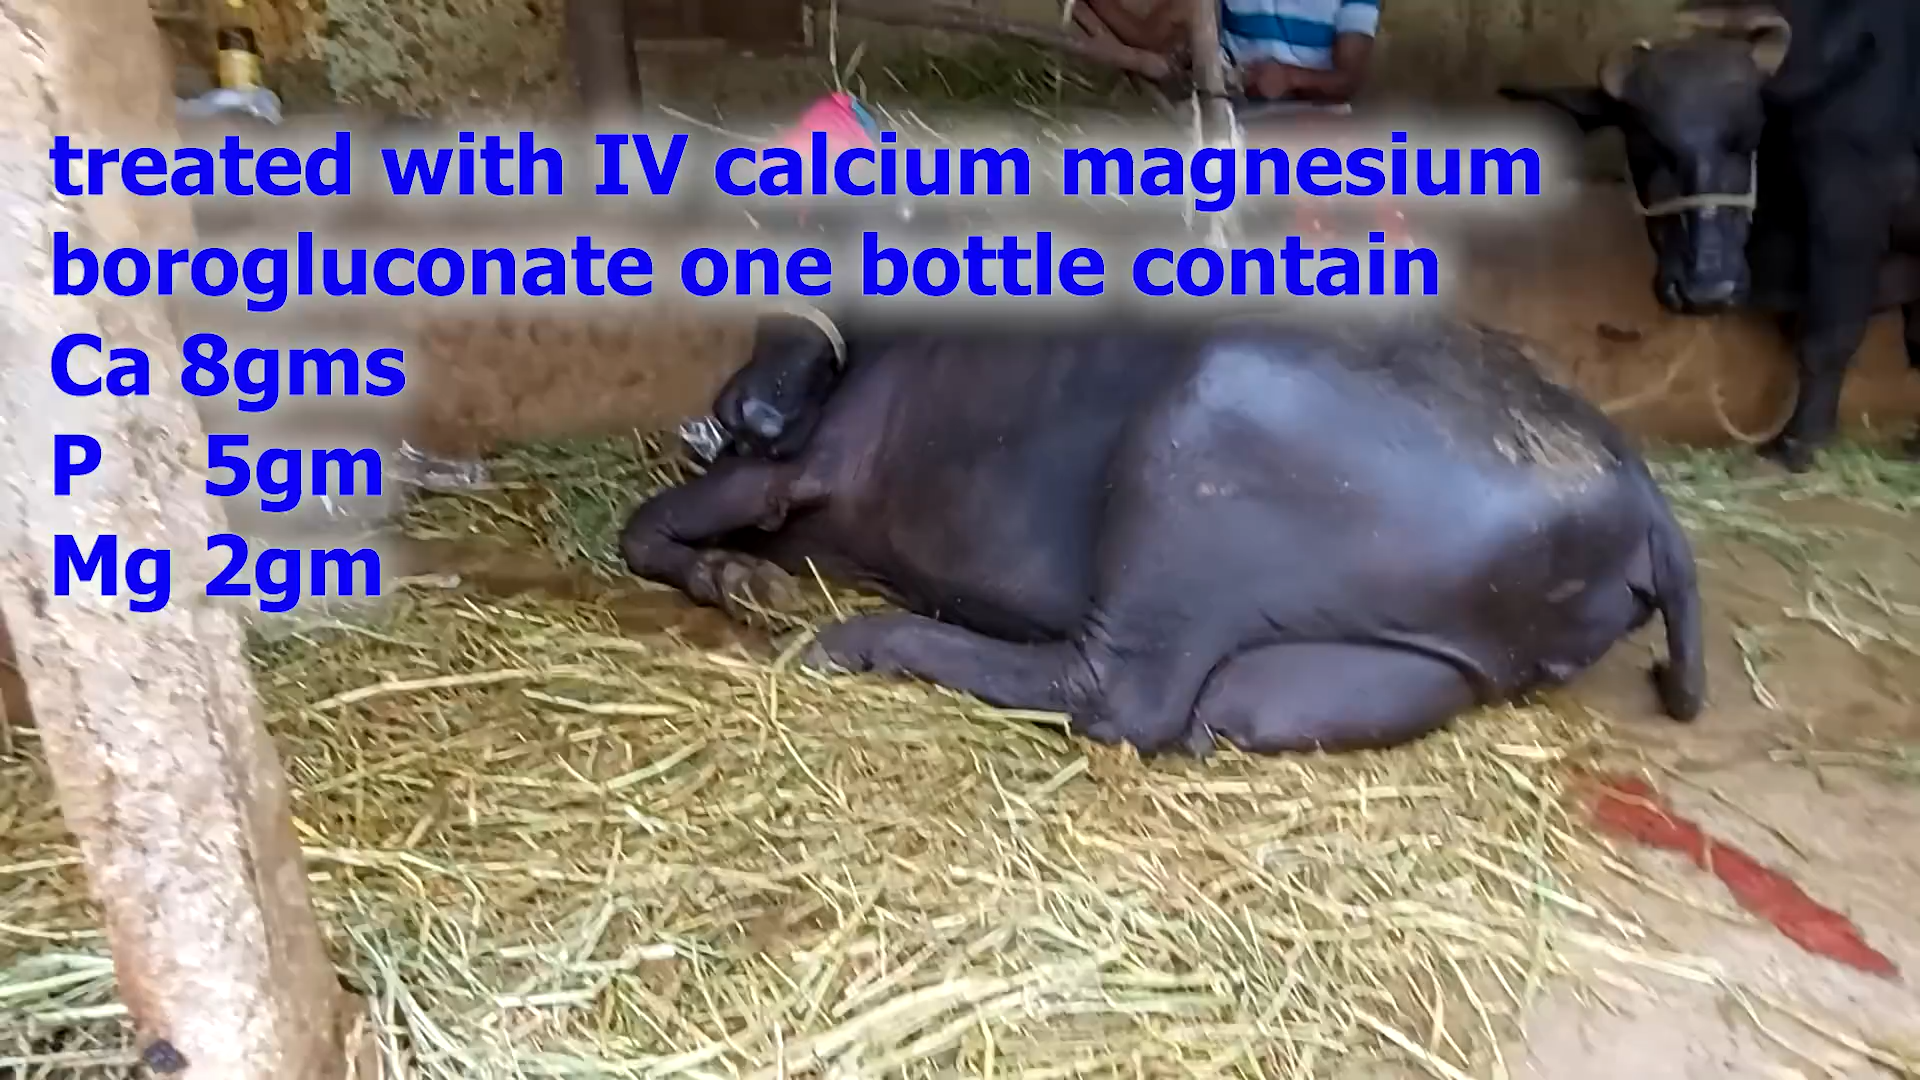 treated with IV calcium magnesium
borogluconate one bottle contain
Ca 8gms
P 5gm
Mg 2gm